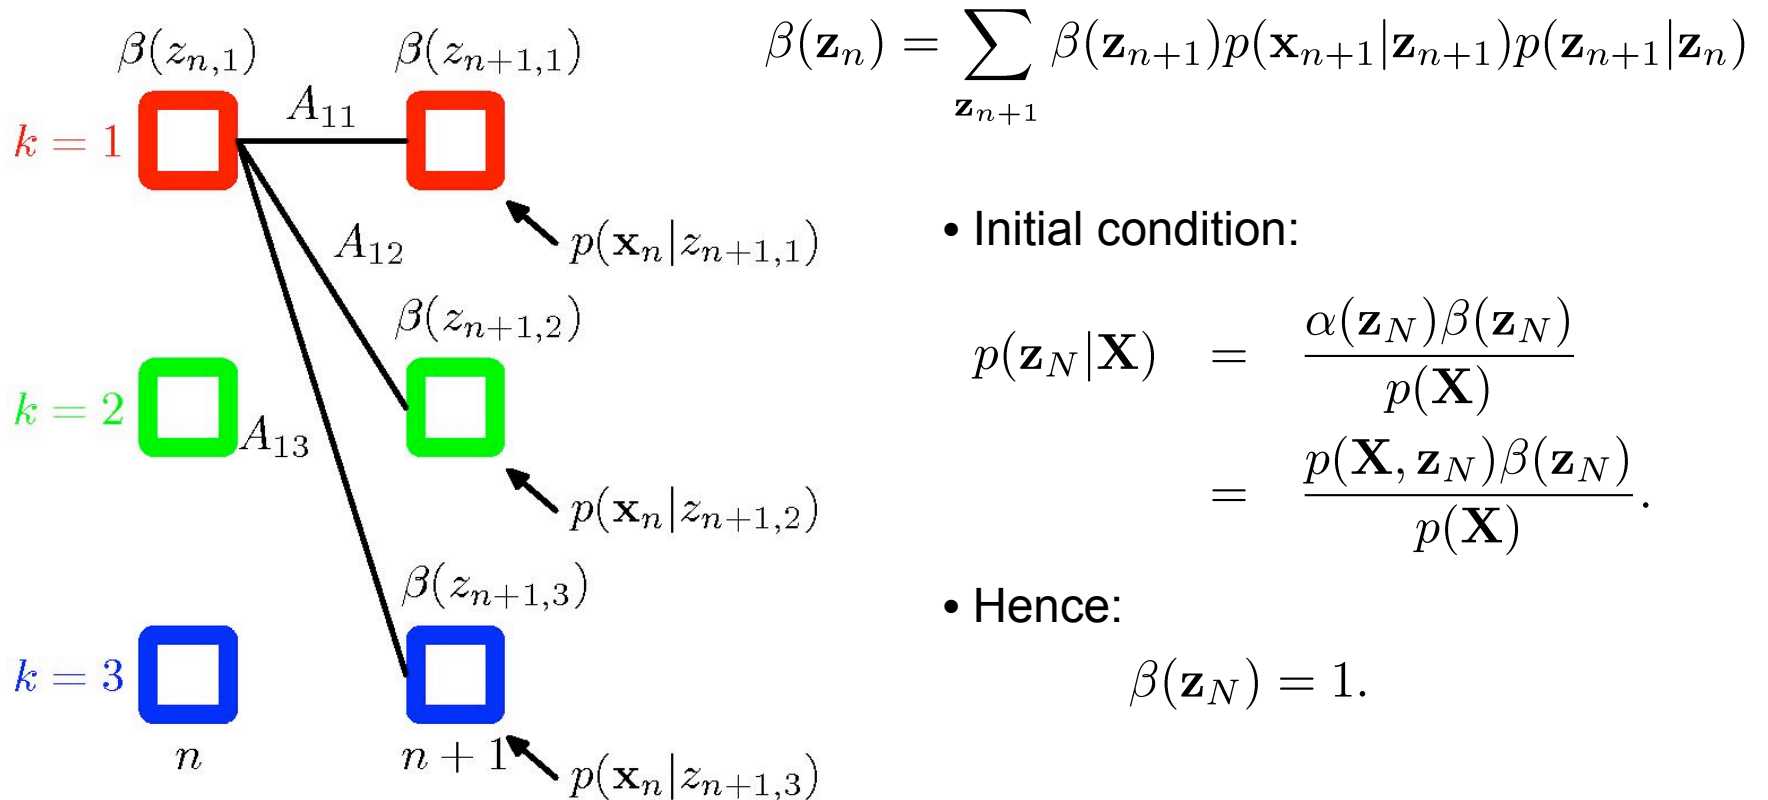 β(z_{n,1}) β(z_{n+1,1})
A_{11}
k = 1
A_{12}
p(x_n|z_{n+1,1})
β(z_{n+1,2})
k = 2
A_{13}
p(x_n|z_{n+1,2})
β(z_{n+1,3})
k = 3
n n + 1
p(x_n|z_{n+1,3})
β(z_n) = ∑_{z_{n+1}} β(z_{n+1})p(x_{n+1}|z_{n+1})p(z_{n+1}|z_n)
• Initial condition:
p(z_N|X) = \frac{α(z_N)β(z_N)}{p(X)}
= \frac{p(X, z_N)β(z_N)}{p(X)}.
• Hence:
β(z_N) = 1.